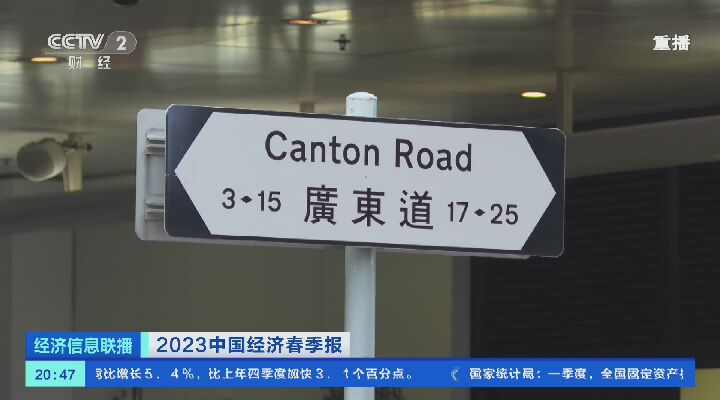 CCTV 2
财经
重播
Canton Road
3 15 廣東道 17 25
经济信息联播
2023中国经济春季报
20:47
比增长5.4%，比上年四季度加快3.1个百分点。
国家统计局：一季度，全国固定资产